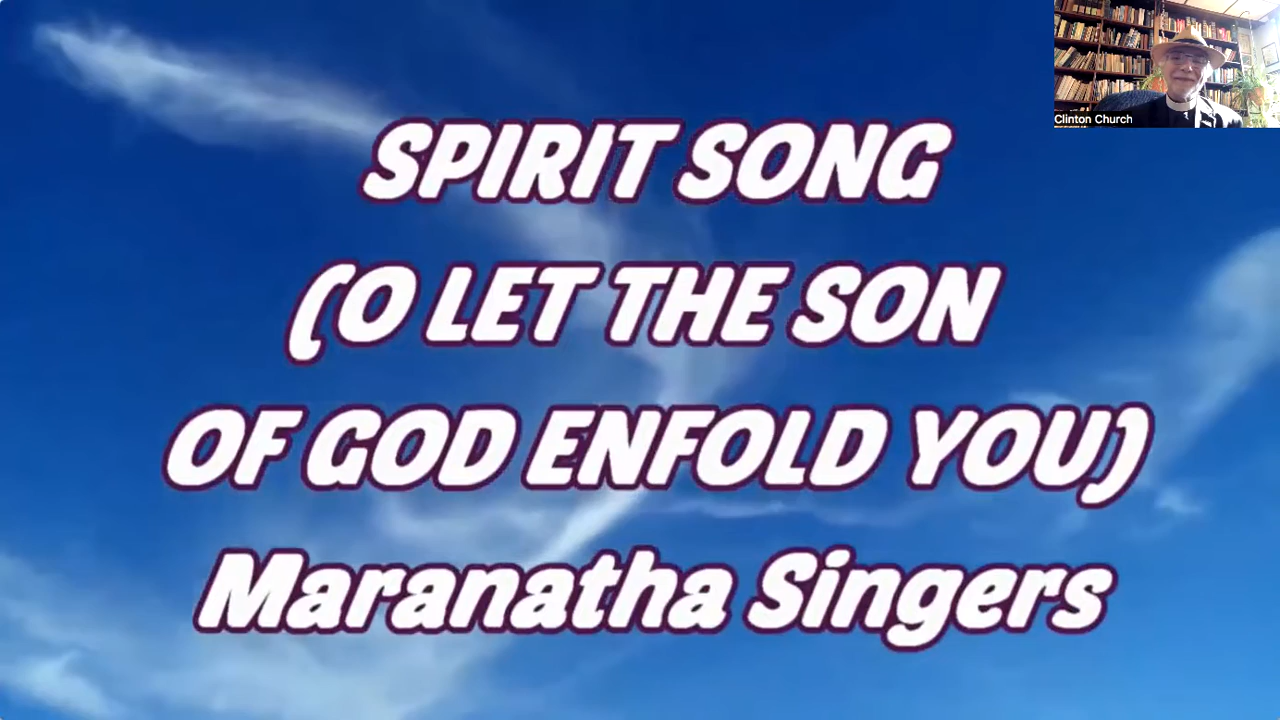 Clinton Church
SPIRIT SONG
(O LET THE SON
OF GOD ENFOLD YOU)
Maranatha Singers